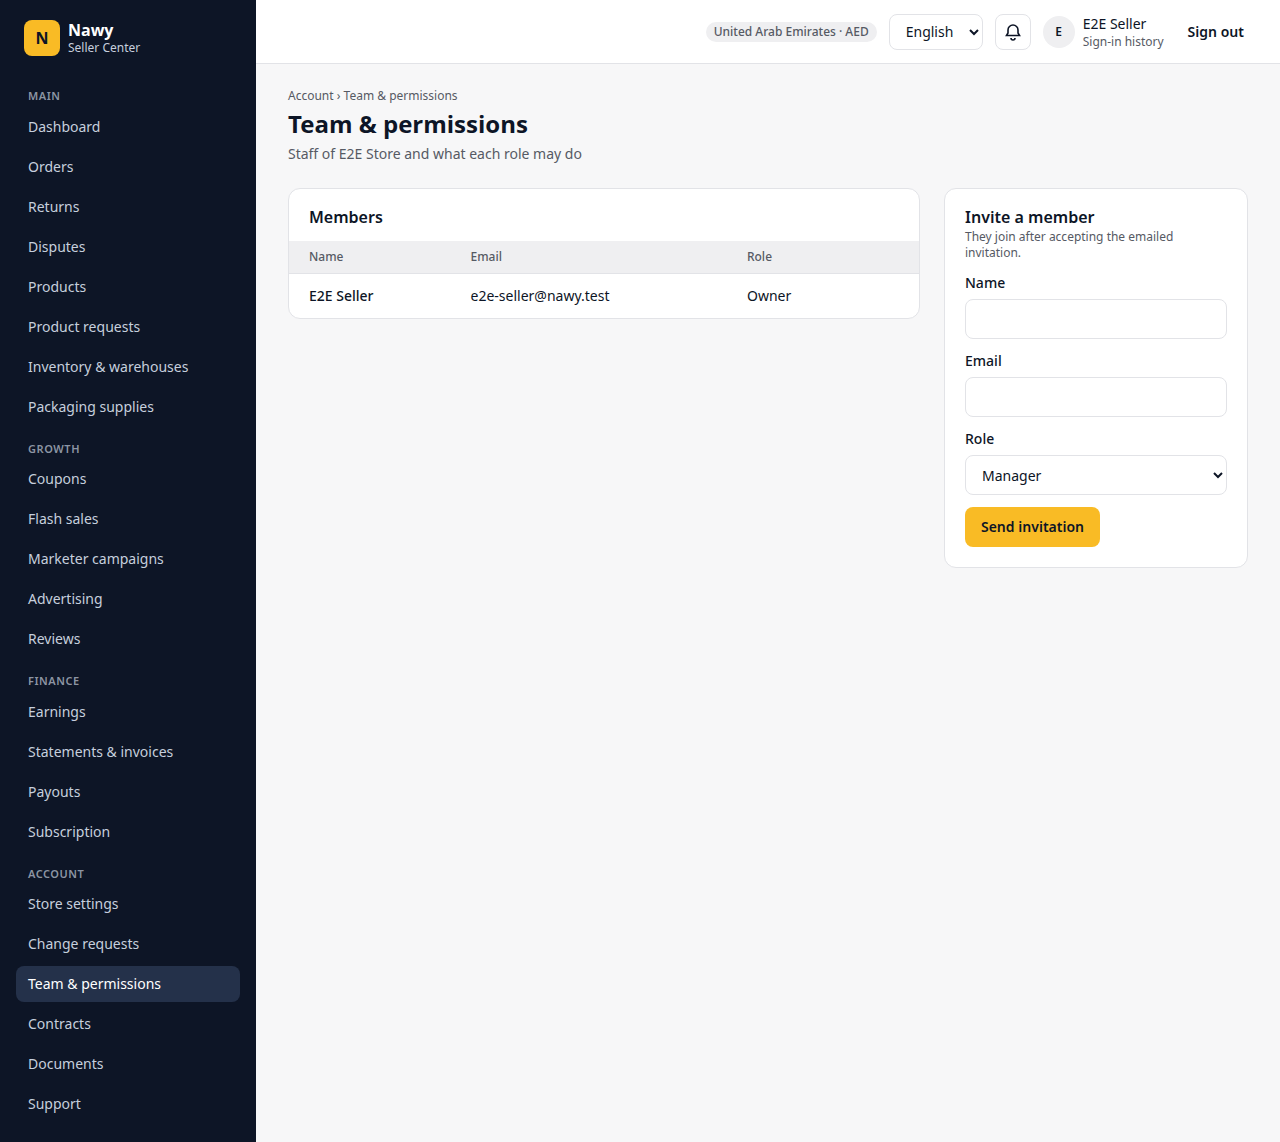 N
Nawy
Seller Center
MAIN
Dashboard
Orders
Returns
Disputes
Products
Product requests
Inventory & warehouses
Packaging supplies
GROWTH
Coupons
Flash sales
Marketer campaigns
Advertising
Reviews
FINANCE
Earnings
Statements & invoices
Payouts
Subscription
ACCOUNT
Store settings
Change requests
Team & permissions
Contracts
Documents
Support
United Arab Emirates · AED
English
E
E2E Seller
Sign-in history
Sign out
Account › Team & permissions
Team & permissions
Staff of E2E Store and what each role may do
Members
Name Email Role
E2E Seller e2e-seller@nawy.test Owner
Invite a member
They join after accepting the emailed
invitation.
Name
Email
Role
Manager
Send invitation